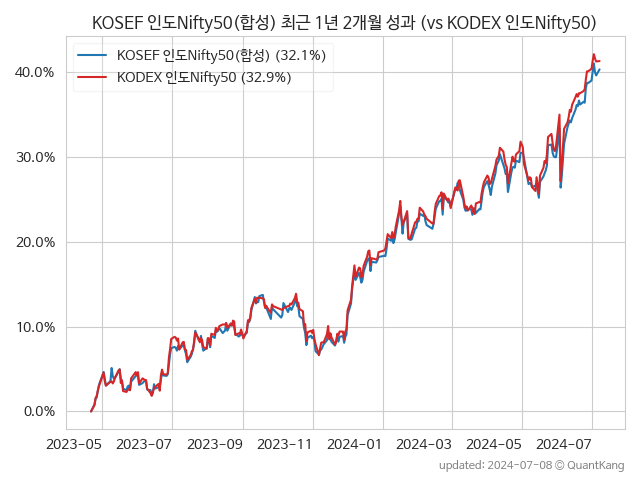 KOSEF 인도Nifty50(합성) 최근 1년 2개월 성과 (vs KODEX 인도Nifty50)
KOSEF 인도Nifty50(합성) (32.1%)
KODEX 인도Nifty50 (32.9%)
40.0%
30.0%
20.0%
10.0%
0.0%
2023-05 2023-07 2023-09 2023-11 2024-01 2024-03 2024-05 2024-07
updated: 2024-07-08 © QuantKang